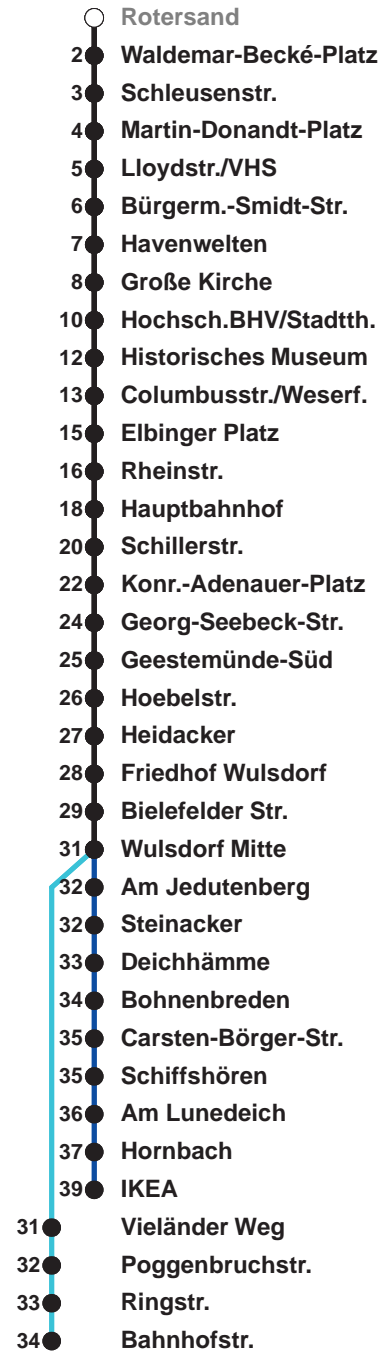 Rotersand
2 Waldemar-Becké-Platz
3 Schleusenstr.
4 Martin-Donandt-Platz
5 Lloydstr./VHS
6 Bürgerm.-Smidt-Str.
7 Havenwelten
8 Große Kirche
10 Hochsch.BHV/Stadtth.
12 Historisches Museum
13 Columbusstr./Weserf.
15 Elbinger Platz
16 Rheinstr.
18 Hauptbahnhof
20 Schillerstr.
22 Konr.-Adenauer-Platz
24 Georg-Seebeck-Str.
25 Geestemünde-Süd
26 Hoebelstr.
27 Heidacker
28 Friedhof Wulsdorf
29 Bielefelder Str.
31 Wulsdorf Mitte
32 Am Jedutenberg
32 Steinacker
33 Deichhämme
34 Bohnenbreden
35 Carsten-Börger-Str.
35 Schiffshören
36 Am Lunedeich
37 Hornbach
39 IKEA
31 Vieländer Weg
32 Poggenbruchstr.
33 Ringstr.
34 Bahnhofstr.